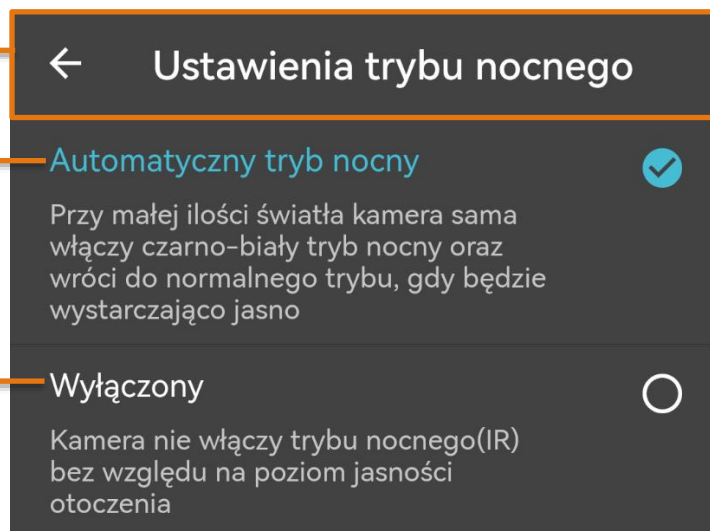 Ustawienia trybu nocnego
Automatyczny tryb nocny
Przy małej ilości światła kamera sama
włączy czarno-biały tryb nocny oraz
wróci do normalnego trybu, gdy będzie
wystarczająco jasno
Wyłączony
Kamera nie włączy trybu nocnego(IR)
bez względu na poziom jasności
otoczenia